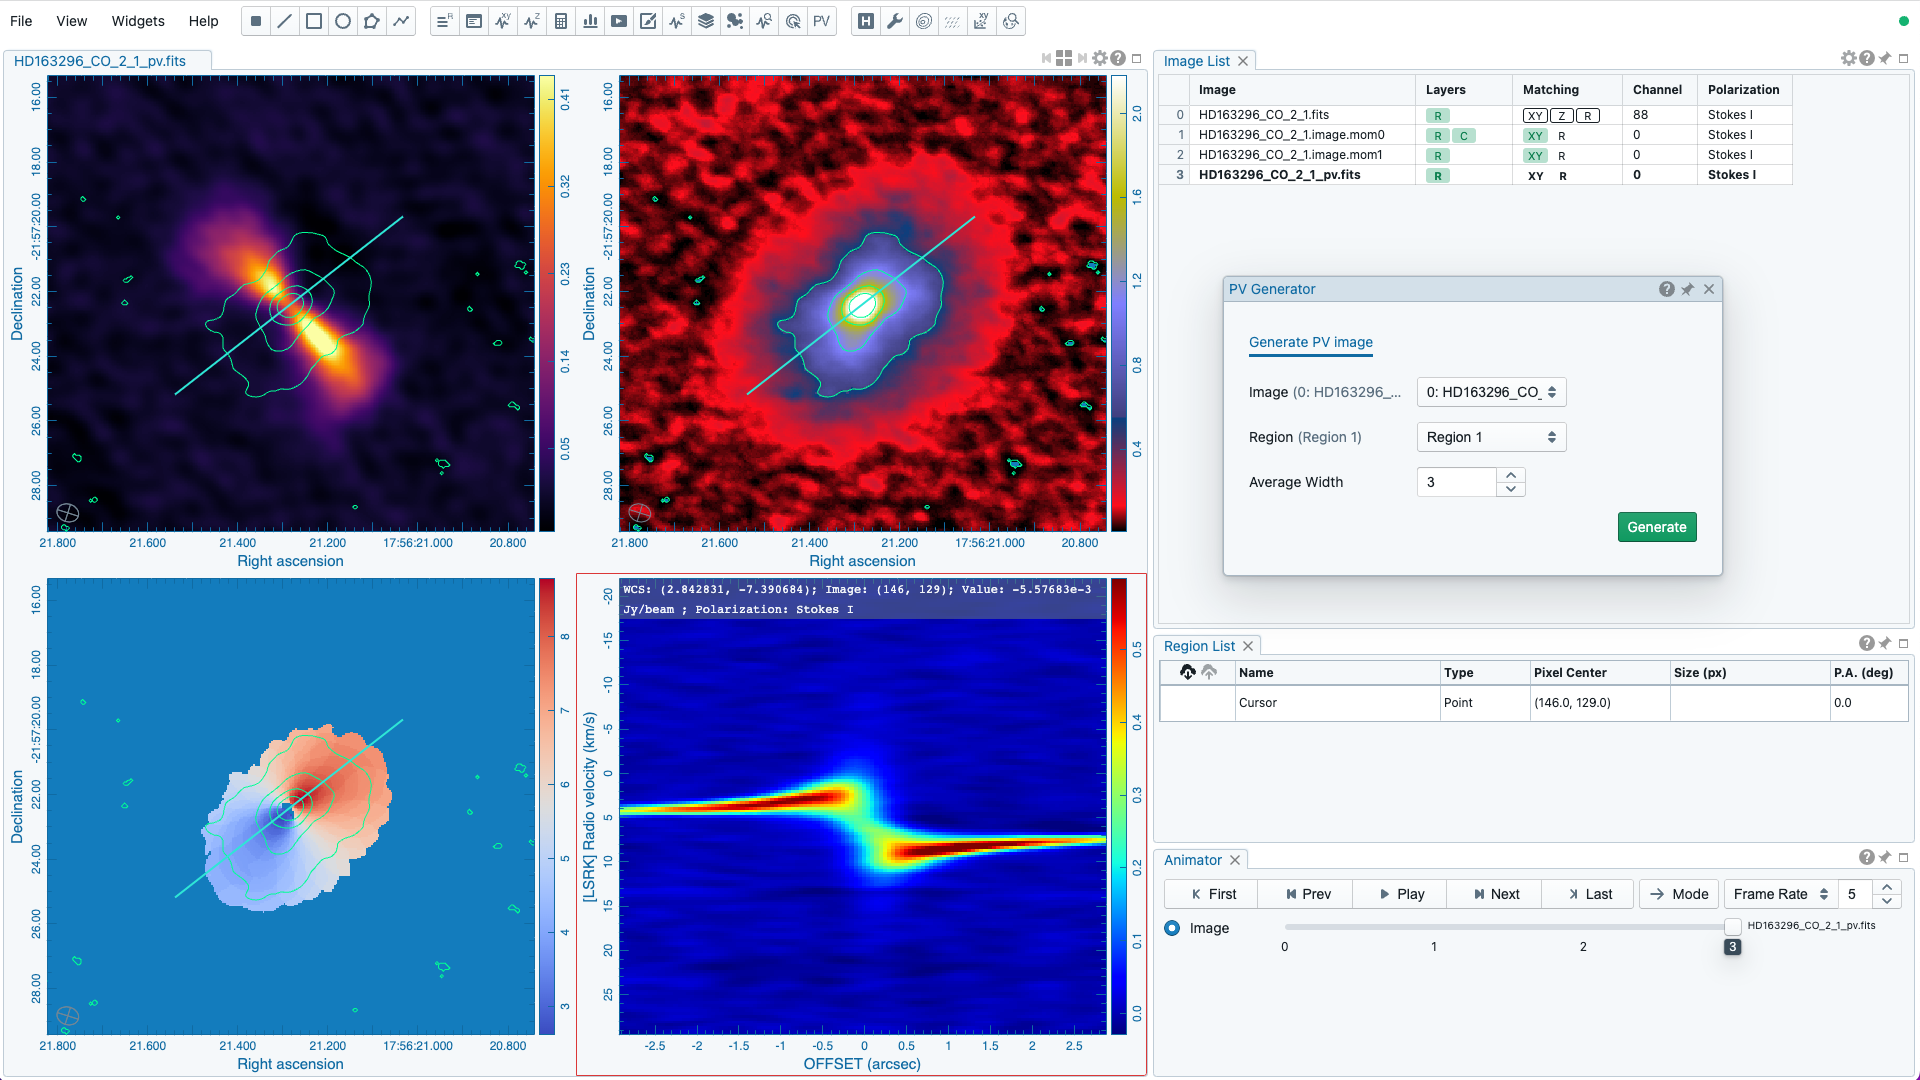 File View Widgets Help
R XY Z S PV H XY
HD163296_CO_2_1_pv.fits
16.00
18.00
-21:57:20.00
22.00
24.00
26.00
28.00
Declination
21.800 21.600 21.400 21.200 17:56:21.000 20.800
Right ascension
0.41
0.32
0.23
0.14
0.05
16.00
18.00
-21:57:20.00
22.00
24.00
26.00
28.00
Declination
21.800 21.600 21.400 21.200 17:56:21.000 20.800
Right ascension
2.0
1.6
1.2
0.8
0.4
16.00
18.00
-21:57:20.00
22.00
24.00
26.00
28.00
Declination
21.800 21.600 21.400 21.200 17:56:21.000 20.800
Right ascension
8
7
6
5
4
3
WCS: (2.842831, -7.390684); Image: (146, 129); Value: -5.57683e-3
Jy/beam ; Polarization: Stokes I
-20
-15
-10
-5
0
5
10
15
20
25
[LSRK] Radio velocity (km/s)
-2.5 -2 -1.5 -1 -0.5 0 0.5 1 1.5 2 2.5
OFFSET (arcsec)
0.5
0.4
0.3
0.2
0.1
0.0
Image List
Image Layers Matching Channel Polarization
0 HD163296_CO_2_1.fits R XY Z R 88 Stokes I
1 HD163296_CO_2_1.image.mom0 R C XY R 0 Stokes I
2 HD163296_CO_2_1.image.mom1 R XY R 0 Stokes I
3 HD163296_CO_2_1_pv.fits R XY R 0 Stokes I
PV Generator
Generate PV image
Image (0: HD163296_... 0: HD163296_CO_
Region (Region 1) Region 1
Average Width 3
Generate
Region List
Name Type Pixel Center Size (px) P.A. (deg)
Cursor Point (146.0, 129.0) 0.0
Animator
First Prev Play Next Last Mode Frame Rate 5
Image HD163296_CO_2_1_pv.fits
0 1 2 3